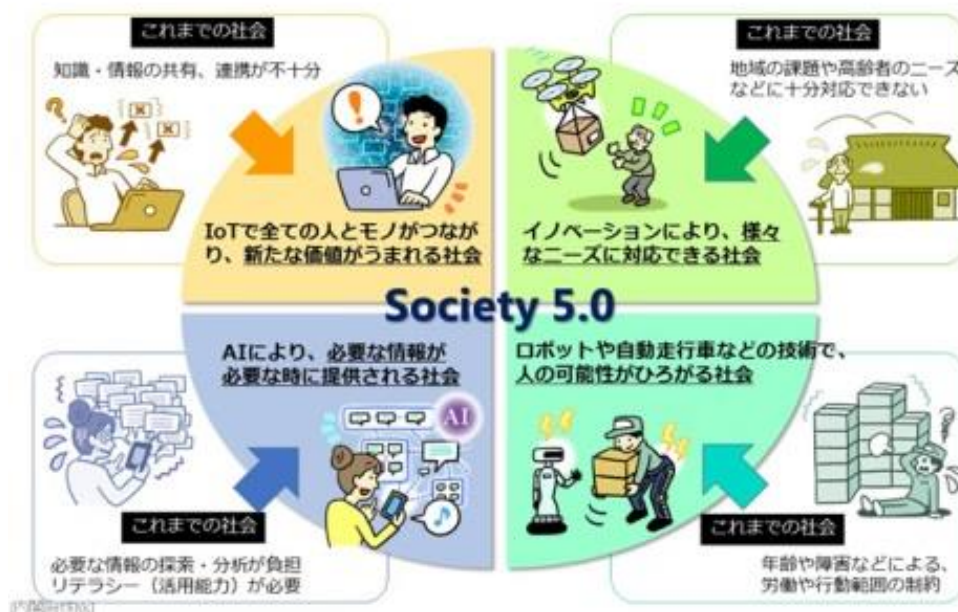 これまでの社会
知識・情報の共有、連携が不十分
IoTで全ての人とモノがつなが
り、新たな価値がうまれる社会
これまでの社会
地域の課題や高齢者のニーズ
などに十分対応できない
イノベーションにより、様々
なニーズに対応できる社会
Society 5.0
AIにより、必要な情報が
必要な時に提供される社会
AI
これまでの社会
必要な情報の探索・分析が負担
リテラシー（活用能力）が必要
ロボットや自動走行車などの技術で、
人の可能性がひろがる社会
これまでの社会
年齢や障害などによる、
労働や行動範囲の制約